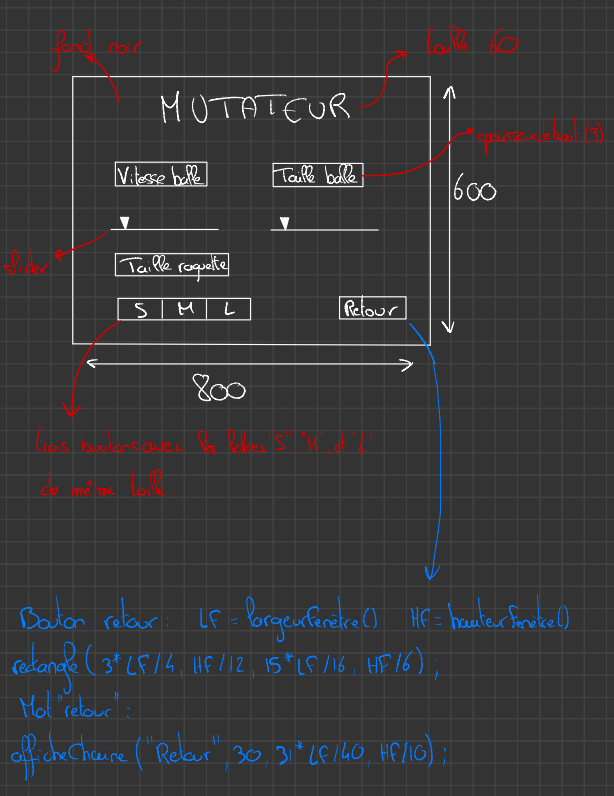 fond noir
taille 60
MUTATEUR
epaisseurtrait(3)
Vitesse balle
Taille balle
600
slider
Taille raquette
S M L
Retour
800
trois boutons avec les lettres "S" "M" et "L"
de même taille
Bouton retour : LF = largeurFenetre() HF = hauteurFenetre()
rectangle ( 3* LF/4, HF/12, 15* LF/16, HF/6) ;
Mot "retour" :
afficheChaine ("Retour", 30, 31* LF/40, HF/10) ;